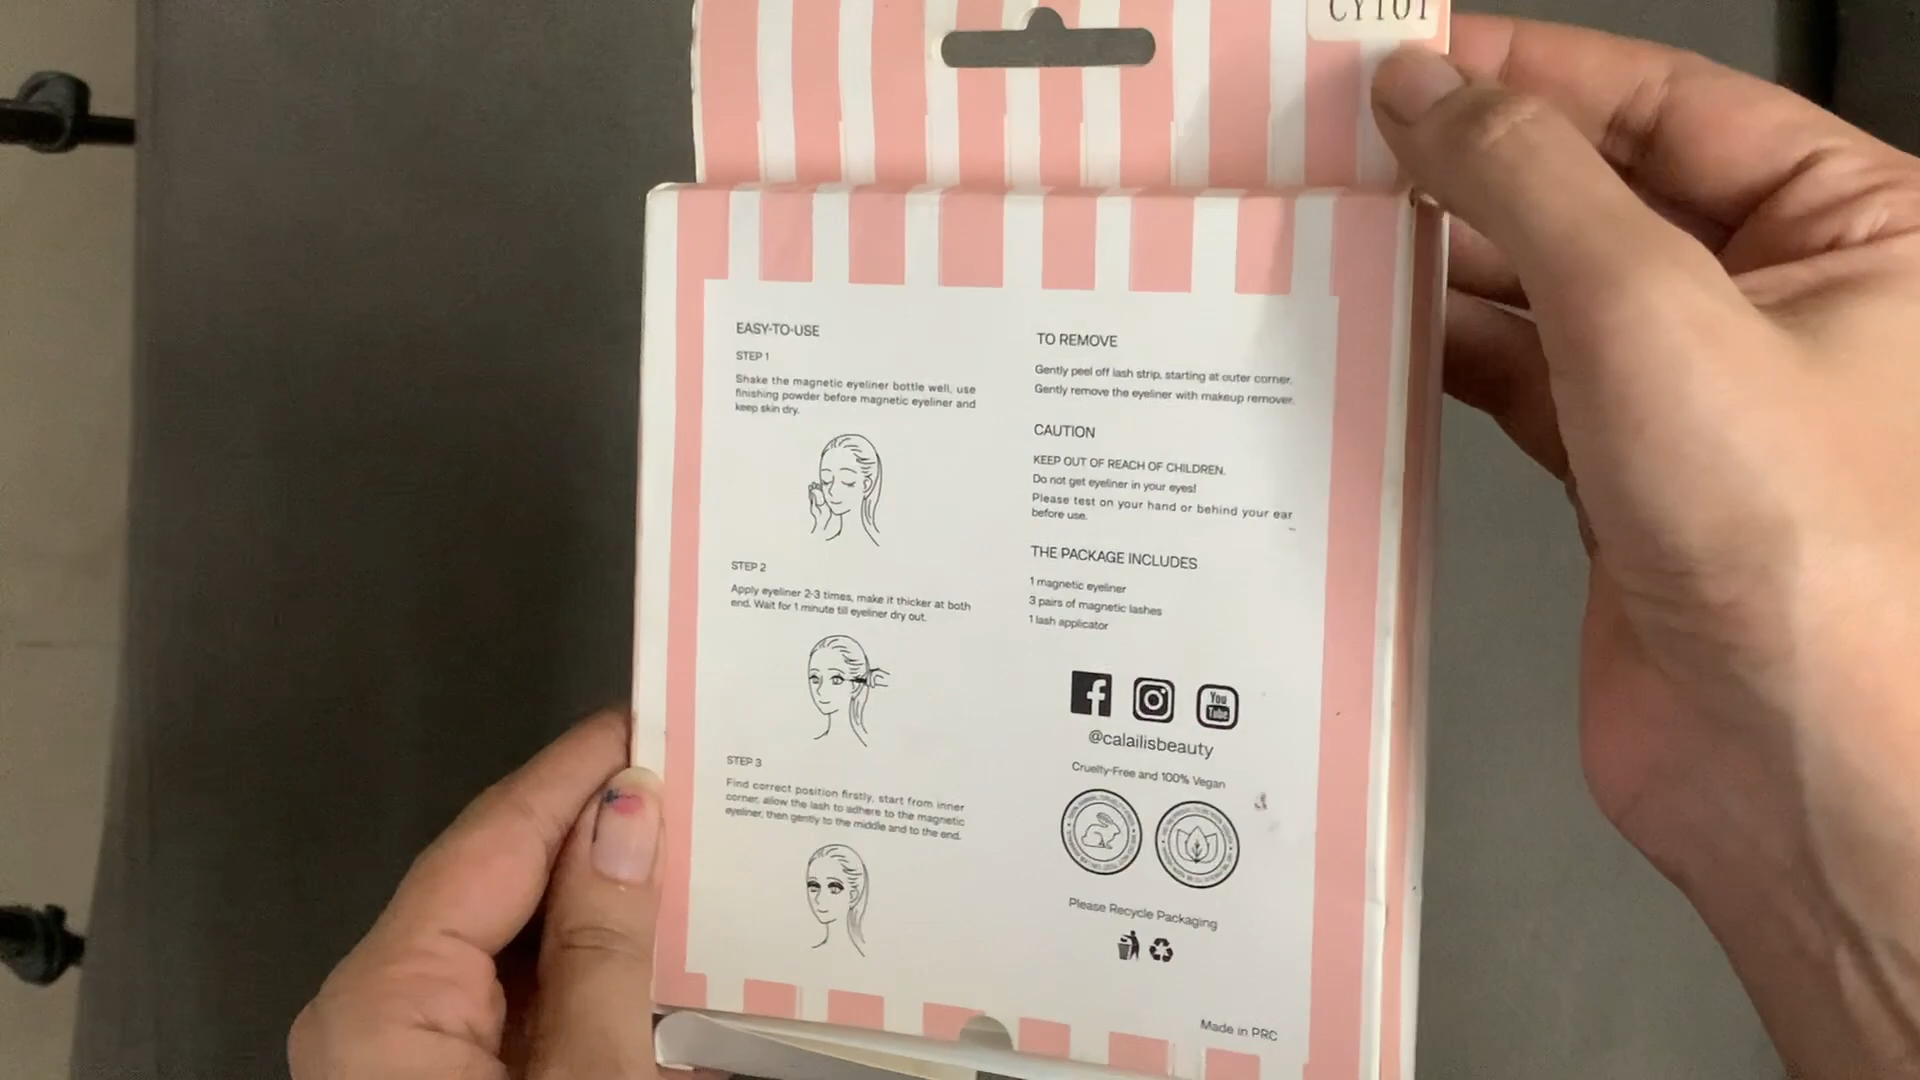 CY101
EASY-TO-USE
STEP 1
Shake the magnetic eyeliner bottle well, use
finishing powder before magnetic eyeliner and
keep skin dry.
STEP 2
Apply eyeliner 2-3 times, make it thicker at both
end. Wait for 1 minute till eyeliner dry out.
STEP 3
Find correct position firstly, start from inner
corner, allow the lash to adhere to the magnetic
eyeliner, then gently to the middle and to the end.
TO REMOVE
Gently peel off lash strip, starting at outer corner.
Gently remove the eyeliner with makeup remover.
CAUTION
KEEP OUT OF REACH OF CHILDREN.
Do not get eyeliner in your eyes!
Please test on your hand or behind your ear
before use.
THE PACKAGE INCLUDES
1 magnetic eyeliner
3 pairs of magnetic lashes
1 lash applicator
You
Tube
@calailisbeauty
Cruelty-Free and 100% Vegan
Please Recycle Packaging
Made in PRC